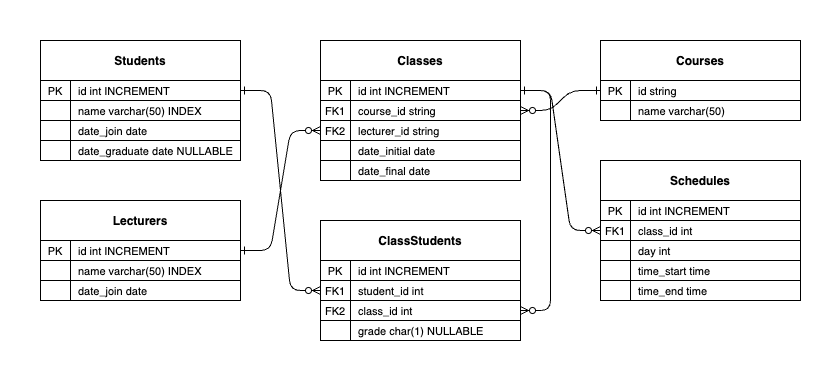 Students
PK id int INCREMENT
name varchar(50) INDEX
date_join date
date_graduate date NULLABLE
Lecturers
PK id int INCREMENT
name varchar(50) INDEX
date_join date
Classes
PK id int INCREMENT
FK1 course_id string
FK2 lecturer_id string
date_initial date
date_final date
ClassStudents
PK id int INCREMENT
FK1 student_id int
FK2 class_id int
grade char(1) NULLABLE
Courses
PK id string
name varchar(50)
Schedules
PK id int INCREMENT
FK1 class_id int
day int
time_start time
time_end time